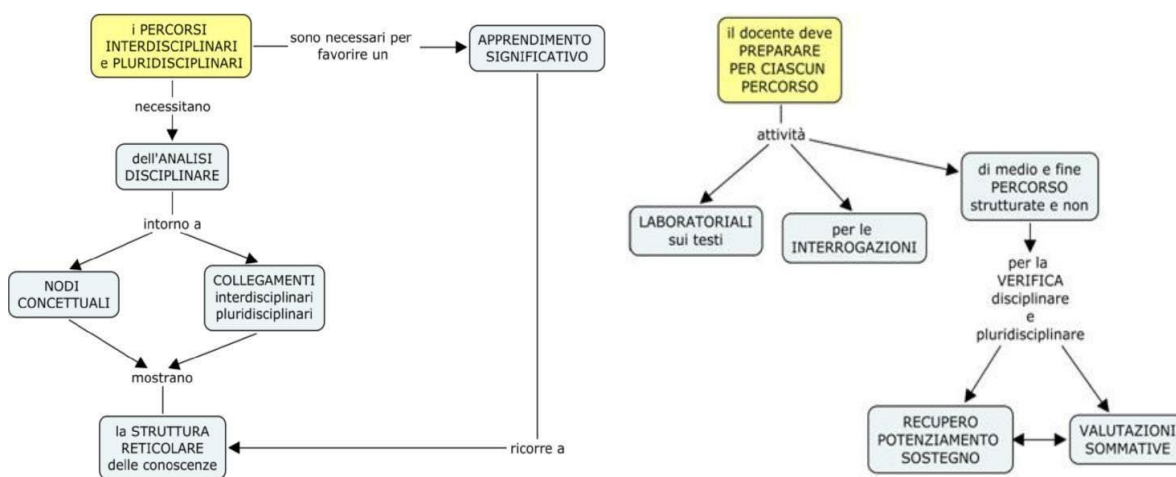 i PERCORSI
INTERDISCIPLINARI
e PLURIDISCIPLINARI
sono necessari per
favorire un
APPRENDIMENTO
SIGNIFICATIVO
necessitano
dell'ANALISI
DISCIPLINARE
intorno a
NODI
CONCETTUALI
COLLEGAMENTI
interdisciplinari
pluridisciplinari
mostrano
la STRUTTURA
RETICOLARE
delle conoscenze
ricorre a
il docente deve
PREPARARE
PER CIASCUN
PERCORSO
attività
LABORATORIALI
sui testi
per le
INTERROGAZIONI
di medio e fine
PERCORSO
strutturate e non
per la
VERIFICA
disciplinare
e
pluridisciplinare
RECUPERO
POTENZIAMENTO
SOSTEGNO
VALUTAZIONI
SOMMATIVE